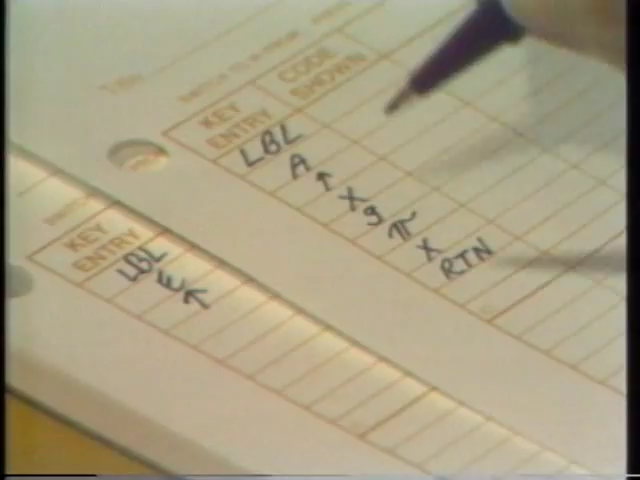 KEY
ENTRY
CODE
SHOWN
LBL
A
↑
X
g
π
X
RTN
KEY
ENTRY
LBL
E
↑